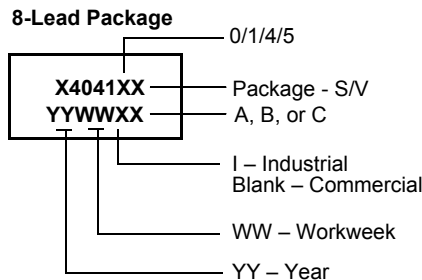 8-Lead Package
0/1/4/5
X4041XX
Package - S/V
YYWWXX
A, B, or C
I – Industrial
Blank – Commercial
WW – Workweek
YY – Year